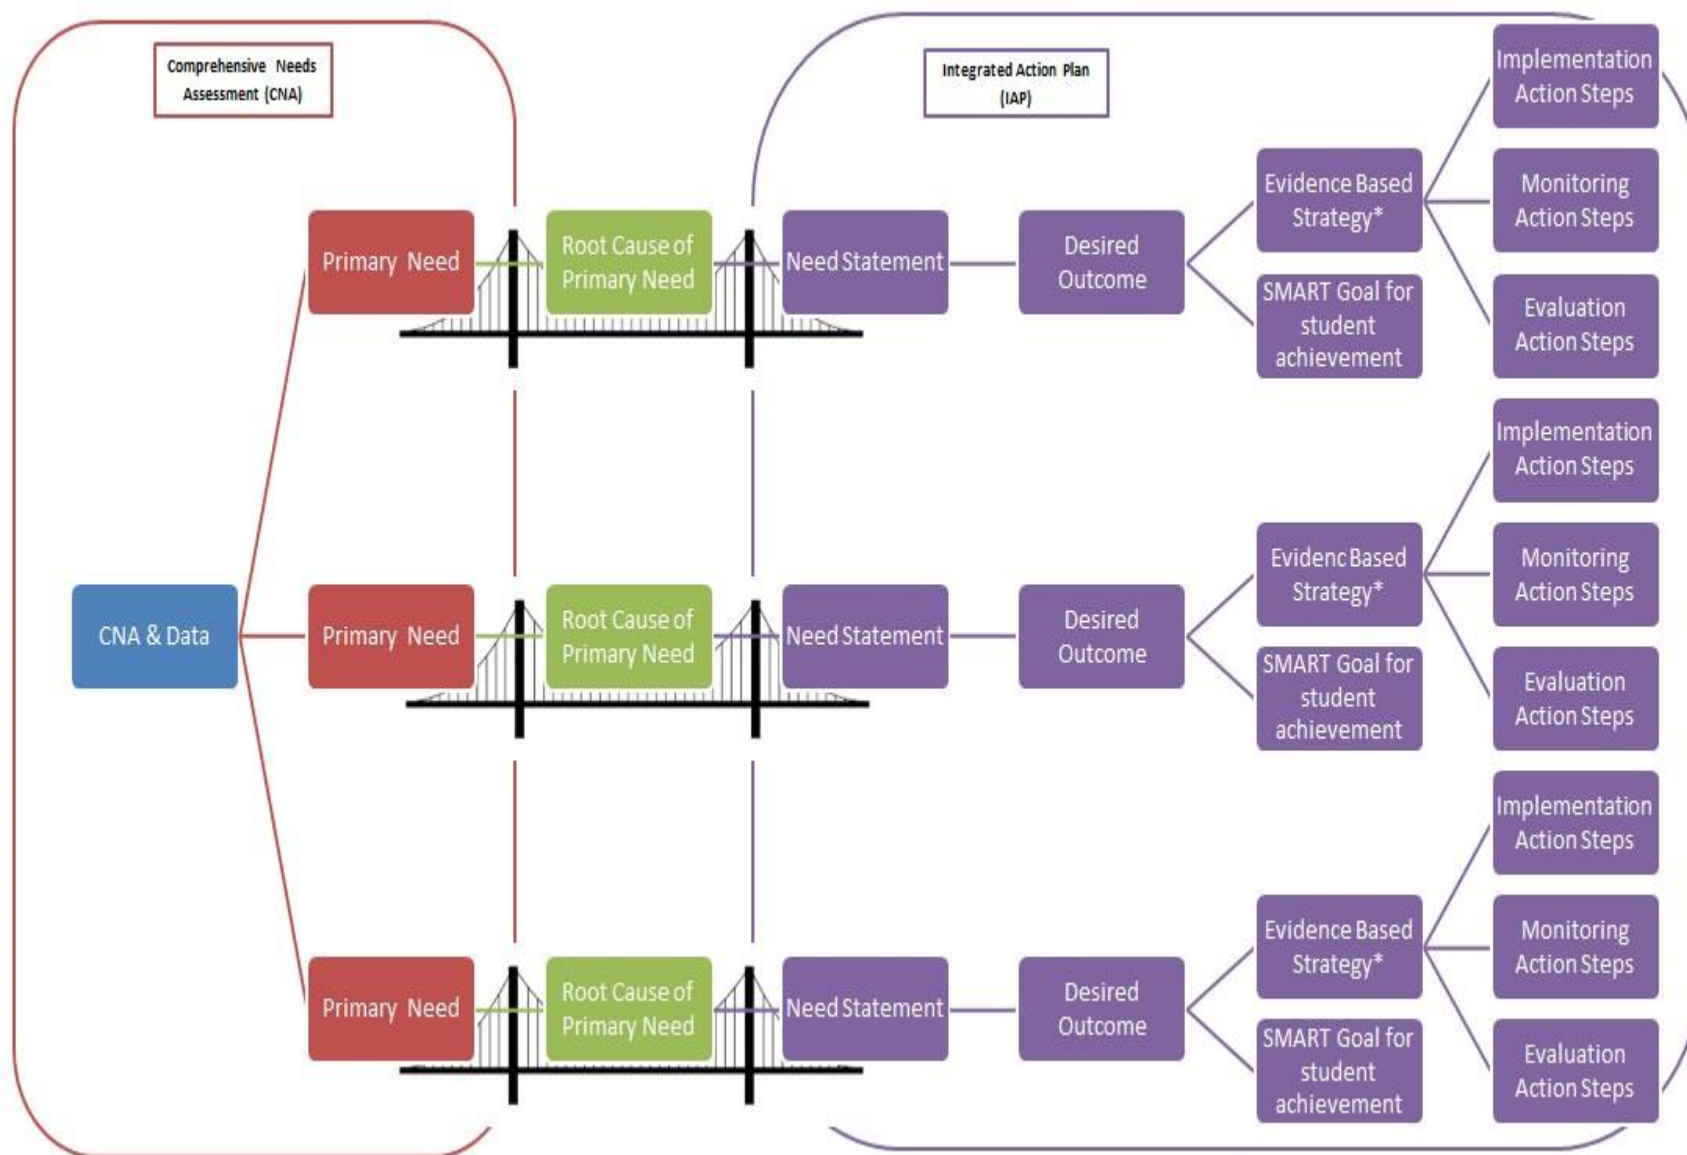 Comprehensive Needs
Assessment (CNA)
Integrated Action Plan
(IAP)
CNA & Data
Primary Need
Root Cause of
Primary Need
Need Statement
Desired
Outcome
Evidence Based
Strategy*
SMART Goal for
student
achievement
Implementation
Action Steps
Monitoring
Action Steps
Evaluation
Action Steps
Primary Need
Root Cause of
Primary Need
Need Statement
Desired
Outcome
Evidenc Based
Strategy*
SMART Goal for
student
achievement
Implementation
Action Steps
Monitoring
Action Steps
Evaluation
Action Steps
Primary Need
Root Cause of
Primary Need
Need Statement
Desired
Outcome
Evidence Based
Strategy*
SMART Goal for
student
achievement
Implementation
Action Steps
Monitoring
Action Steps
Evaluation
Action Steps